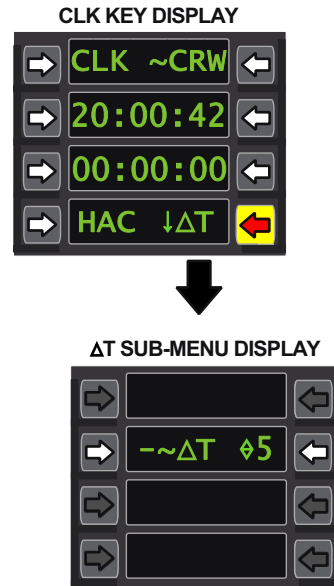 CLK KEY DISPLAY
CLK ~CRW
20:00:42
00:00:00
HAC ↓ΔT
ΔT SUB-MENU DISPLAY
-~ΔT ⎅5